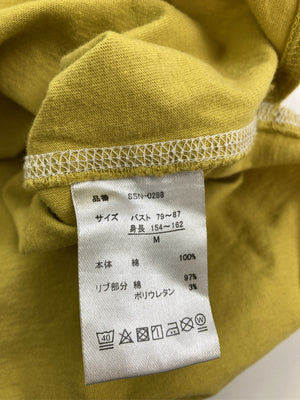 品番 SSN-028B
サイズ バスト 79〜87
身長 154〜162
M
本体 綿 100%
リブ部分 綿 97%
ポリウレタン 3%
40 W